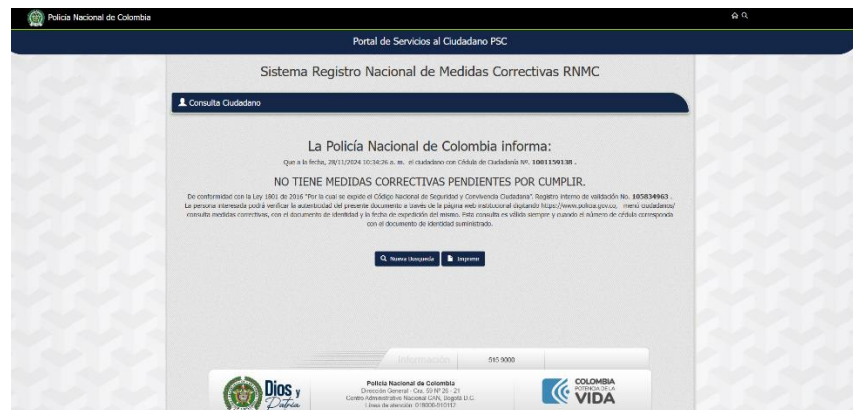 Policía Nacional de Colombia
Portal de Servicios al Ciudadano PSC
Sistema Registro Nacional de Medidas Correctivas RNMC
Consulta Ciudadano
La Policía Nacional de Colombia informa:
Que a la fecha, 28/11/2024 10:34:26 a. m. el ciudadano con Cédula de Ciudadanía Nº. 1001159138 .
NO TIENE MEDIDAS CORRECTIVAS PENDIENTES POR CUMPLIR.
De conformidad con la Ley 1801 de 2016 "Por la cual se expide el Código Nacional de Seguridad y Convivencia Ciudadana". Registro interno de validación No. 105834963 .
La persona interesada podrá verificar la autenticidad del presente documento a través de la página web institucional digitando https://www.policia.gov.co, menú ciudadanos/
consulta medidas correctivas, con el documento de identidad y la fecha de expedición del mismo. Esta consulta es válida siempre y cuando el número de cédula corresponda
con el documento de identidad suministrado.
Nueva Busqueda Imprimir
Información 515 9000
Dios y Patria
Policía Nacional de Colombia
Dirección General - Cra. 59 Nº 26 - 21
Centro Administrativo Nacional CAN, Bogotá D.C.
Línea de atención: 018000-910112
COLOMBIA
POTENCIA DE LA
VIDA